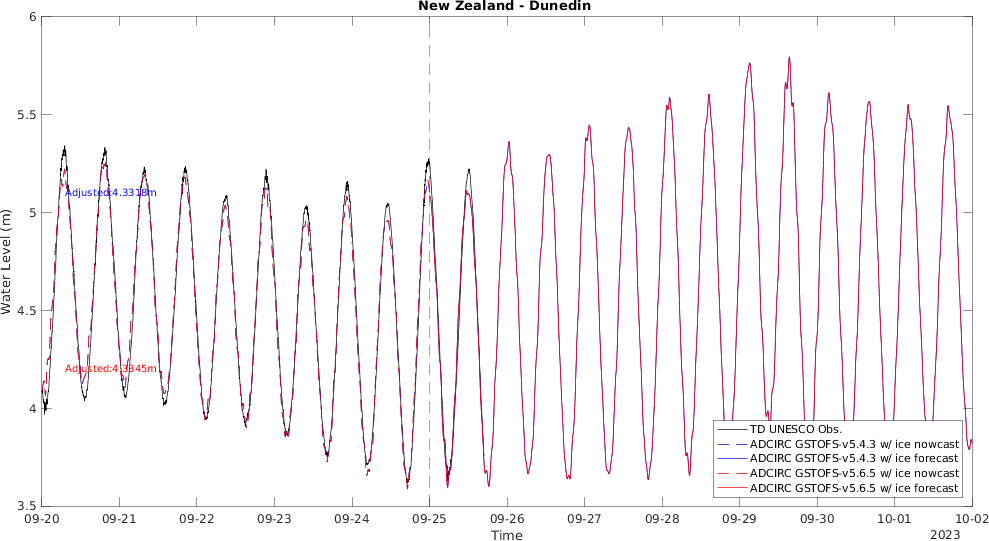 New Zealand - Dunedin
6
5.5
5
4.5
4
3.5
Water Level (m)
Adjusted:4.3318m
Adjusted:4.3345m
TD UNESCO Obs.
ADCIRC GSTOFS-v5.4.3 w/ ice nowcast
ADCIRC GSTOFS-v5.4.3 w/ ice forecast
ADCIRC GSTOFS-v5.6.5 w/ ice nowcast
ADCIRC GSTOFS-v5.6.5 w/ ice forecast
09-20 09-21 09-22 09-23 09-24 09-25 09-26 09-27 09-28 09-29 09-30 10-01 10-02
Time
2023